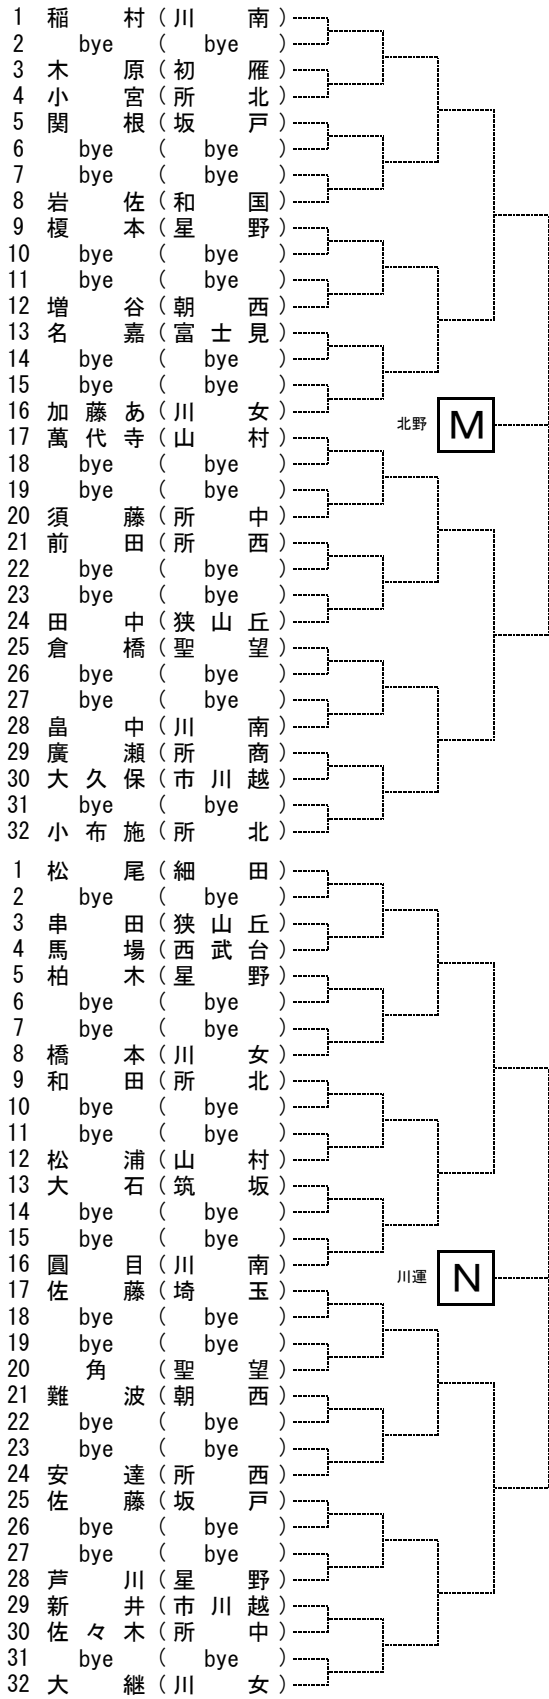 1 稲村(川南)
2 bye(bye)
3 木原(初雁)
4 小宮(所北)
5 関根(坂戸)
6 bye(bye)
7 bye(bye)
8 岩佐(和国)
9 榎本(星野)
10 bye(bye)
11 bye(bye)
12 増谷(朝西)
13 名嘉(富士見)
14 bye(bye)
15 bye(bye)
16 加藤あ(川女)
北野 M
17 萬代寺(山村)
18 bye(bye)
19 bye(bye)
20 須藤(所中)
21 前田(所西)
22 bye(bye)
23 bye(bye)
24 田中(狭山丘)
25 倉橋(聖望)
26 bye(bye)
27 bye(bye)
28 畠中(川南)
29 廣瀬(所商)
30 大久保(市川越)
31 bye(bye)
32 小布施(所北)
1 松尾(細田)
2 bye(bye)
3 串田(狭山丘)
4 馬場(西武台)
5 柏木(星野)
6 bye(bye)
7 bye(bye)
8 橋本(川女)
9 和田(所北)
10 bye(bye)
11 bye(bye)
12 松浦(山村)
13 大石(筑坂)
14 bye(bye)
15 bye(bye)
16 圓目(川南)
川運 N
17 佐藤(埼玉)
18 bye(bye)
19 bye(bye)
20 角(聖望)
21 難波(朝西)
22 bye(bye)
23 bye(bye)
24 安達(所西)
25 佐藤(坂戸)
26 bye(bye)
27 bye(bye)
28 芦川(星野)
29 新井(市川越)
30 佐々木(所中)
31 bye(bye)
32 大継(川女)